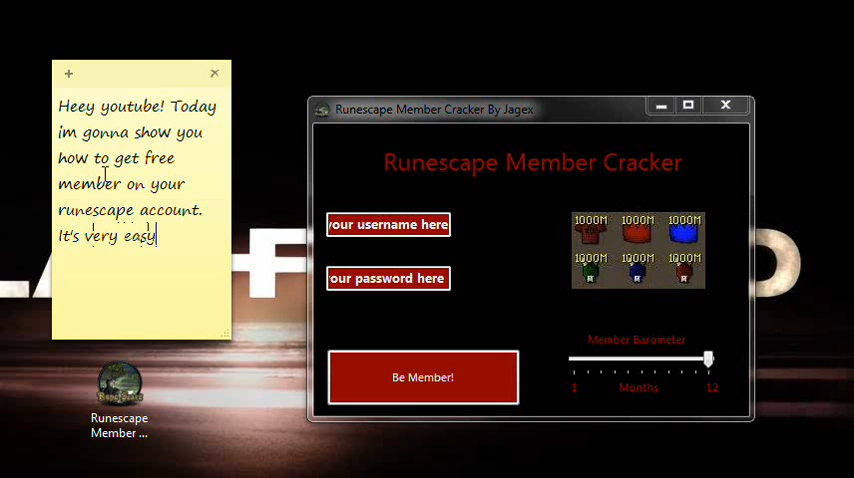 Heey youtube! Today
im gonna show you
how to get free
member on your
runescape account.
It's very easy
Runescape Member Cracker By Jagex
Runescape Member Cracker
your username here
our password here
1000M 1000M 1000M
1000M 1000M 1000M
Member Barometer
Be Member!
1 Months 12
Runescape
Member ...